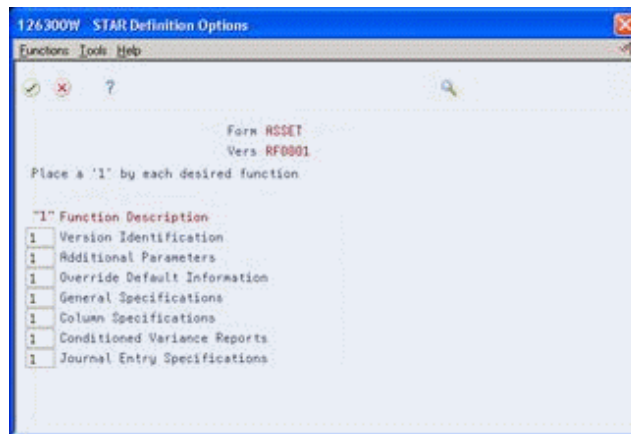 126300W STAR Definition Options
Functions Tools Help
?
Form ASSET
Vers RF0001
Place a '1' by each desired function
"1" Function Description
1 Version Identification
1 Additional Parameters
1 Override Default Information
1 General Specifications
1 Column Specifications
1 Conditioned Variance Reports
1 Journal Entry Specifications